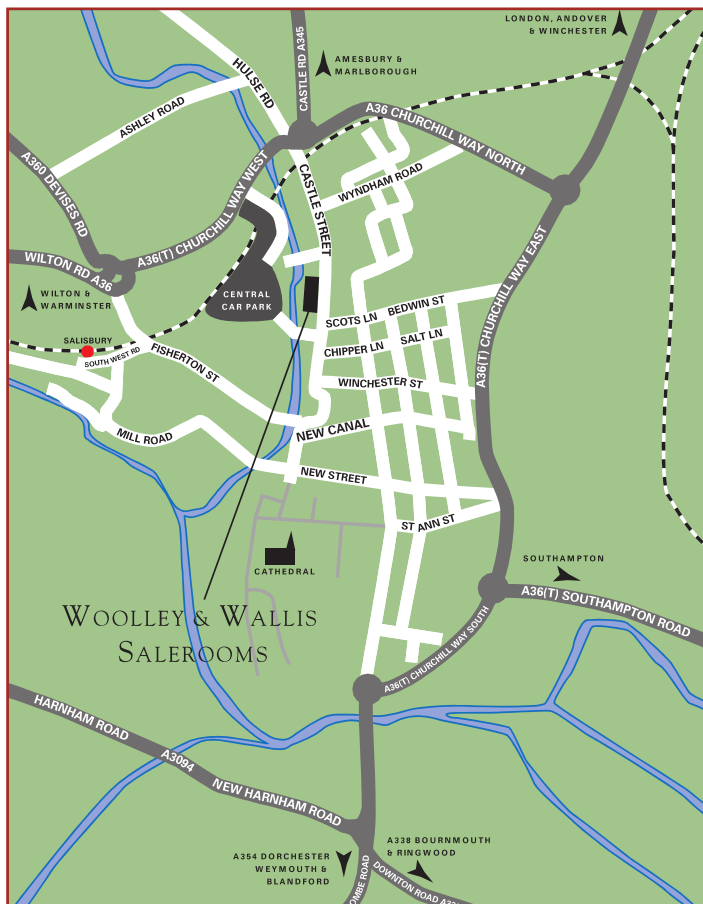 LONDON, ANDOVER
& WINCHESTER
CASTLE RD A345
AMESBURY &
MARLBOROUGH
HULSE RD
ASHLEY ROAD
A36 CHURCHILL WAY NORTH
A360 DEVISES RD
A36(T) CHURCHILL WAY WEST
CASTLE STREET
WYNDHAM ROAD
WILTON RD A36
A36(T) CHURCHILL WAY EAST
WILTON &
WARMINSTER
CENTRAL
CAR PARK
SCOTS LN
BEDWIN ST
SALISBURY
SOUTH WEST RD
FISHERTON ST
CHIPPER LN
SALT LN
WINCHESTER ST
MILL ROAD
NEW CANAL
NEW STREET
ST ANN ST
CATHEDRAL
SOUTHAMPTON
A36(T) SOUTHAMPTON ROAD
WOOLLEY & WALLIS
SALEROOMS
A36(T) CHURCHILL WAY SOUTH
HARNHAM ROAD
A3094
NEW HARNHAM ROAD
A338 BOURNMOUTH
& RINGWOOD
A354 DORCHESTER
WEYMOUTH &
BLANDFORD
OMBE ROAD
DOWNTON ROAD